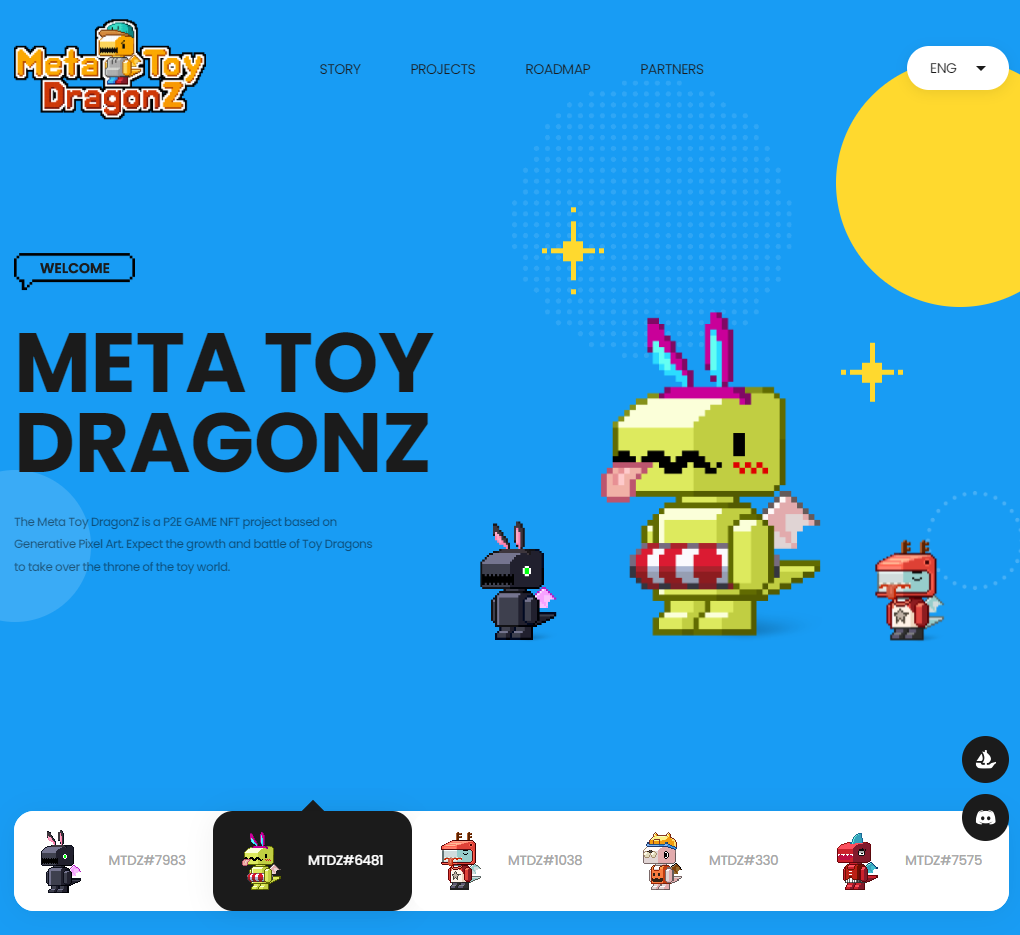 Meta Toy
DragonZ
STORY
PROJECTS
ROADMAP
PARTNERS
ENG
WELCOME
META TOY
DRAGONZ
The Meta Toy DragonZ is a P2E GAME NFT project based on
Generative Pixel Art. Expect the growth and battle of Toy Dragons
to take over the throne of the toy world.
MTDZ#7983
MTDZ#6481
MTDZ#1038
MTDZ#330
MTDZ#7575